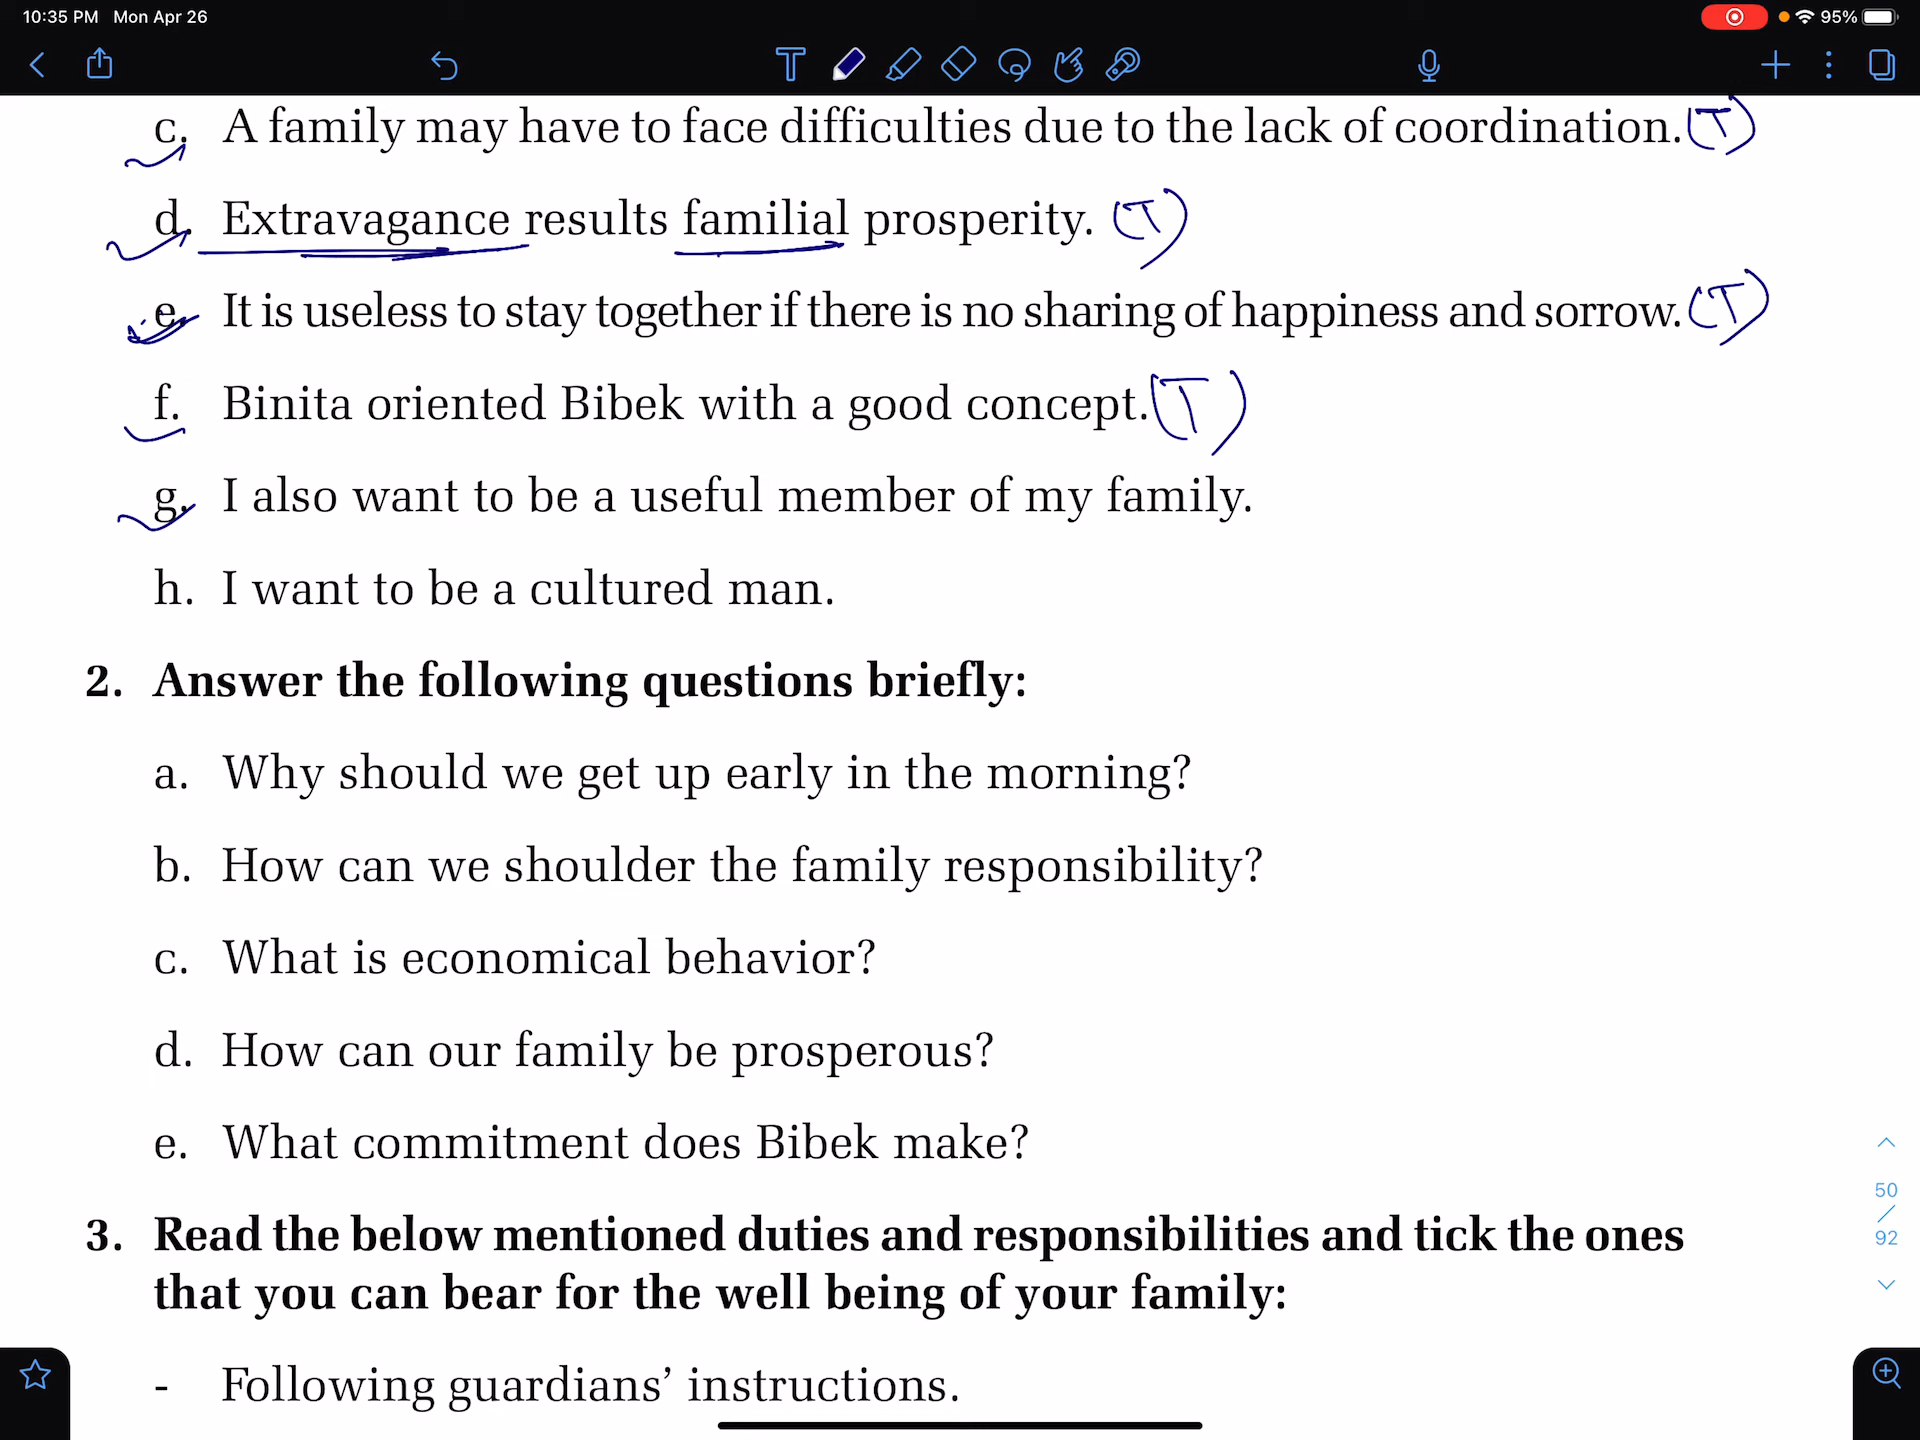 10:35 PM Mon Apr 26
95%
c. A family may have to face difficulties due to the lack of coordination. (T)
d. Extravagance results familial prosperity. (T)
e. It is useless to stay together if there is no sharing of happiness and sorrow. (T)
f. Binita oriented Bibek with a good concept. (T)
g. I also want to be a useful member of my family.
h. I want to be a cultured man.
2. Answer the following questions briefly:
a. Why should we get up early in the morning?
b. How can we shoulder the family responsibility?
c. What is economical behavior?
d. How can our family be prosperous?
e. What commitment does Bibek make?
50
/
92
3. Read the below mentioned duties and responsibilities and tick the ones
that you can bear for the well being of your family:
- Following guardians’ instructions.